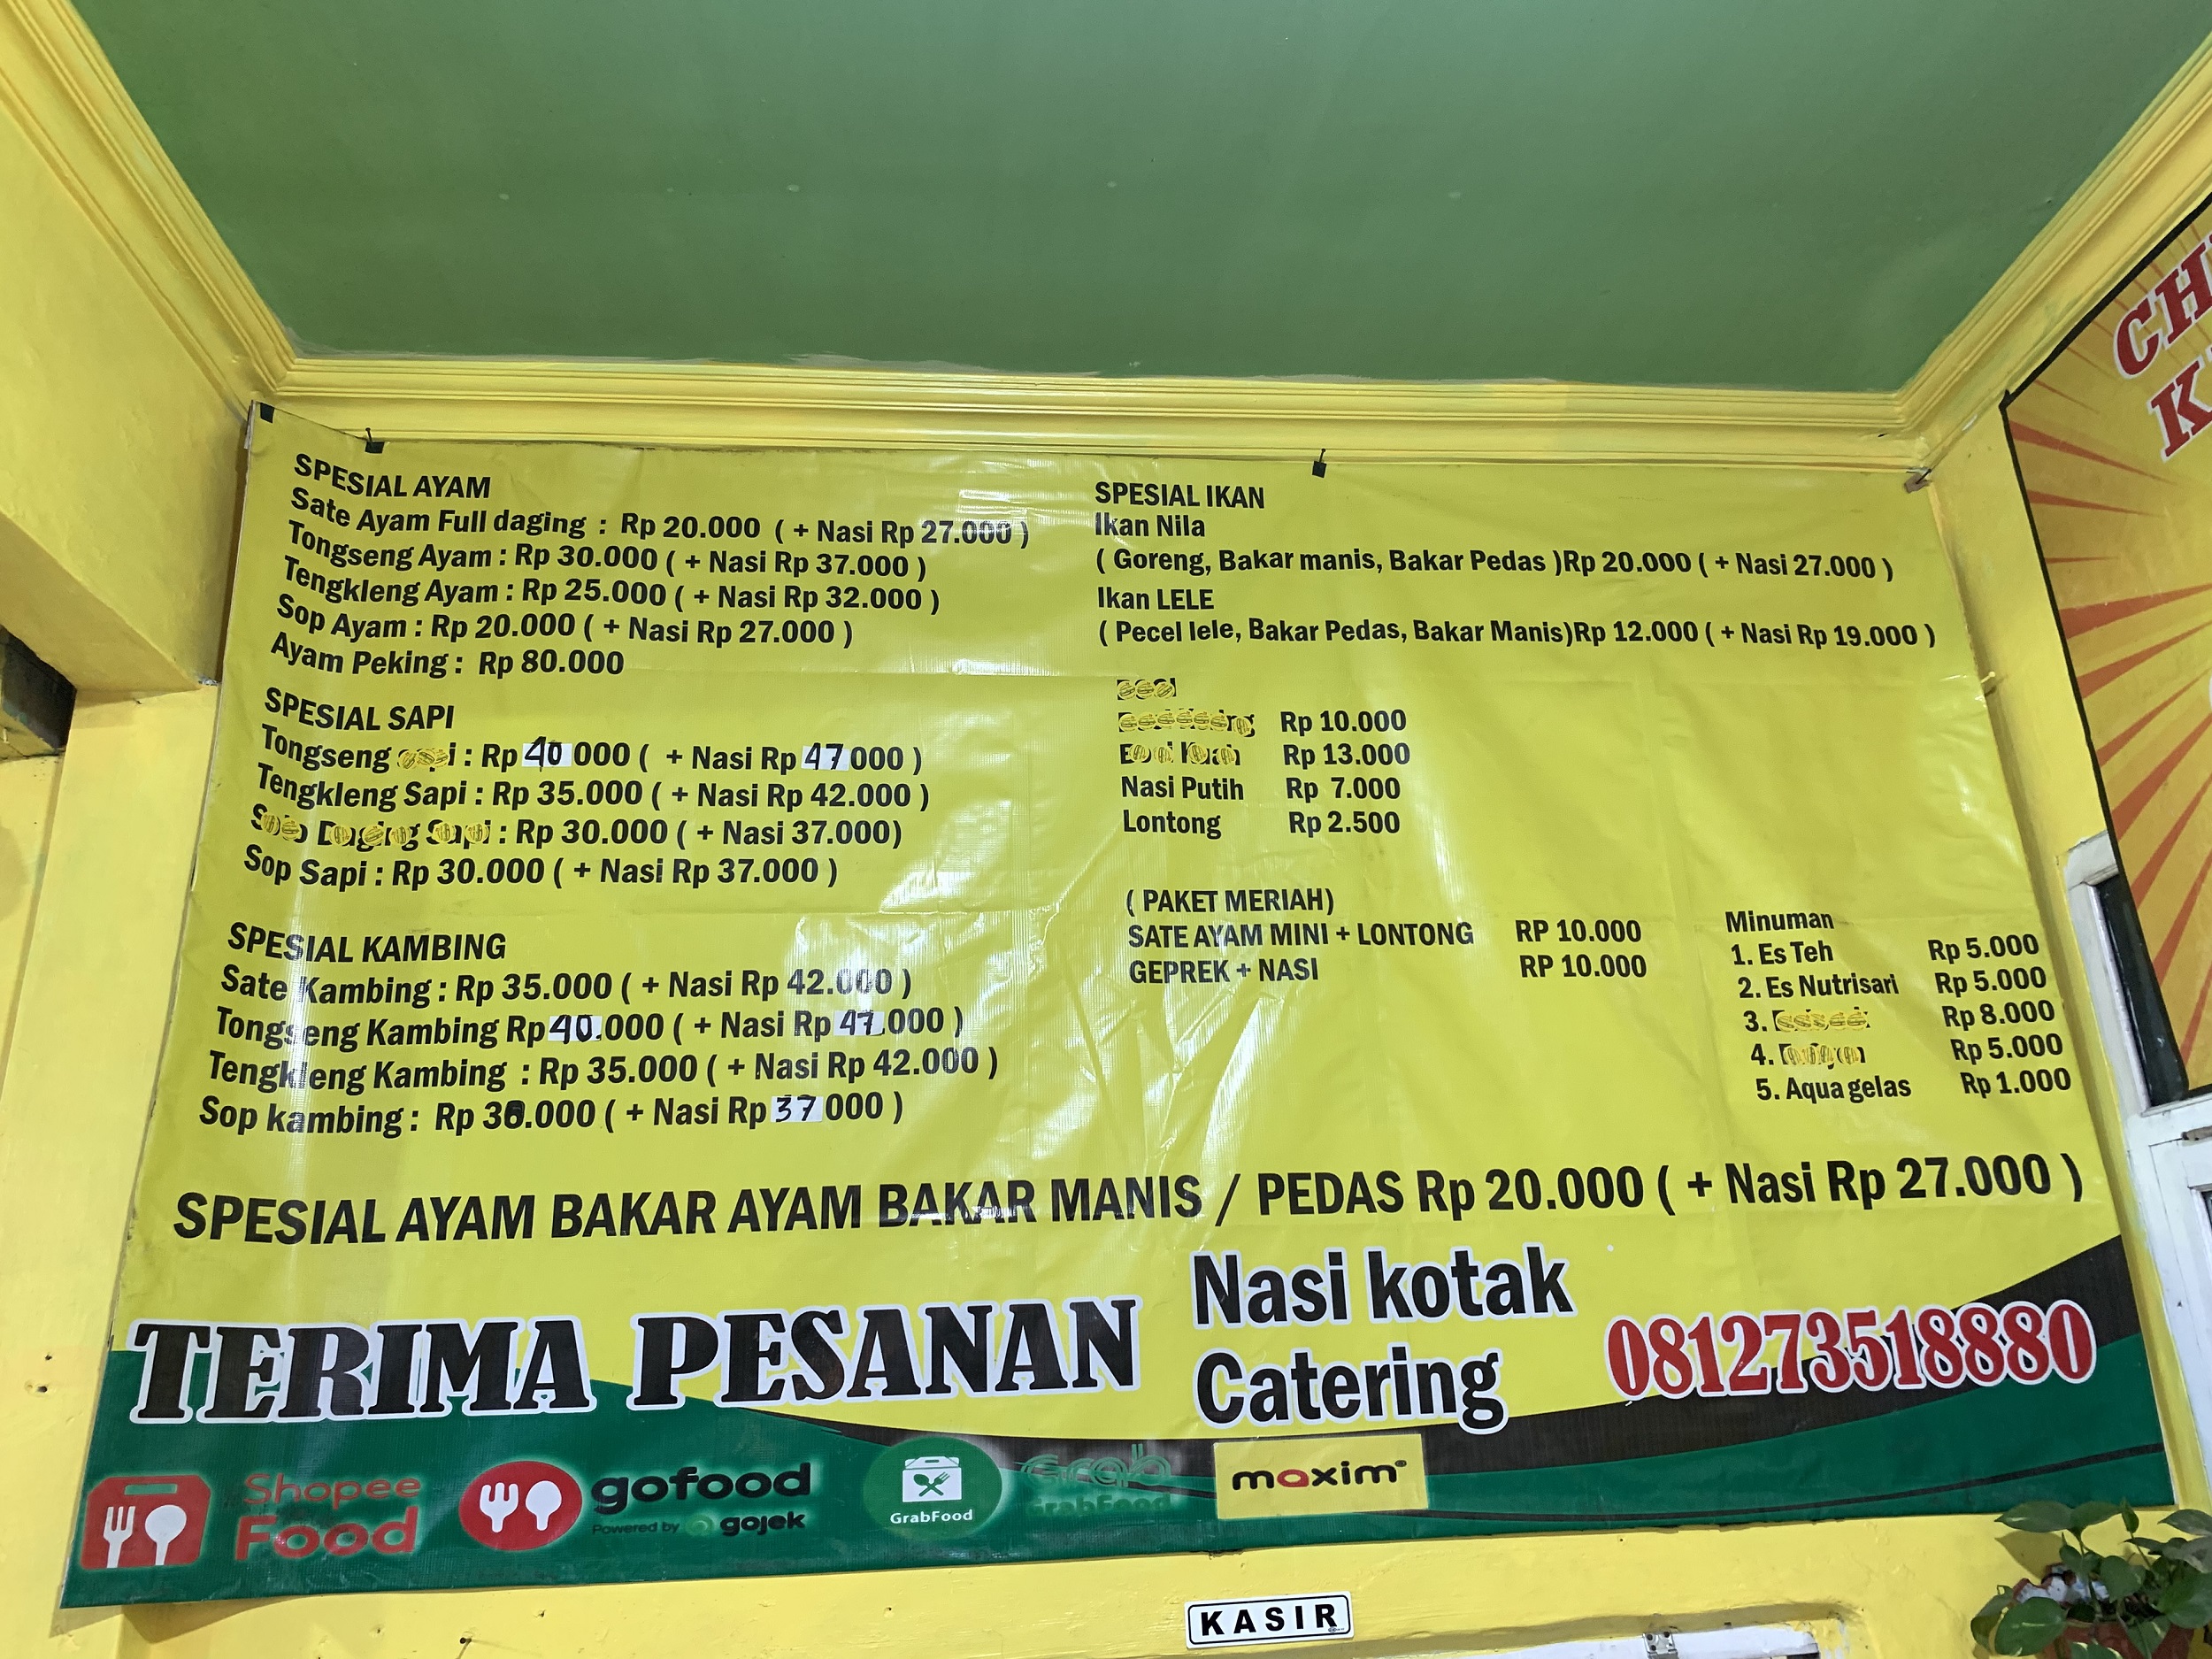 SPESIAL AYAM
Sate Ayam Full daging : Rp 20.000 ( + Nasi Rp 27.000 )
Tongseng Ayam : Rp 30.000 ( + Nasi Rp 37.000 )
Tengkleng Ayam : Rp 25.000 ( + Nasi Rp 32.000 )
Sop Ayam : Rp 20.000 ( + Nasi Rp 27.000 )
Ayam Peking : Rp 80.000
SPESIAL SAPI
Tongseng : Rp 40 000 ( + Nasi Rp 47 000 )
Tengkleng Sapi : Rp 35.000 ( + Nasi Rp 42.000 )
: Rp 30.000 ( + Nasi 37.000)
Sop Sapi : Rp 30.000 ( + Nasi Rp 37.000 )
SPESIAL KAMBING
Sate Kambing : Rp 35.000 ( + Nasi Rp 42.000 )
Tongseng Kambing Rp 40.000 ( + Nasi Rp 47.000 )
Tengkleng Kambing : Rp 35.000 ( + Nasi Rp 42.000 )
Sop kambing : Rp 30.000 ( + Nasi Rp 37 000 )
SPESIAL IKAN
Ikan Nila
( Goreng, Bakar manis, Bakar Pedas )Rp 20.000 ( + Nasi 27.000 )
Ikan LELE
( Pecel lele, Bakar Pedas, Bakar Manis)Rp 12.000 ( + Nasi Rp 19.000 )
Rp 10.000
Rp 13.000
Nasi Putih Rp 7.000
Lontong Rp 2.500
( PAKET MERIAH)
SATE AYAM MINI + LONTONG RP 10.000
GEPREK + NASI RP 10.000
Minuman
1. Es Teh Rp 5.000
2. Es Nutrisari Rp 5.000
3. Rp 8.000
4. Rp 5.000
5. Aqua gelas Rp 1.000
SPESIAL AYAM BAKAR AYAM BAKAR MANIS / PEDAS Rp 20.000 ( + Nasi Rp 27.000 )
TERIMA PESANAN
Nasi kotak
Catering
081273518880
Shopee
Food
gofood
Powered by gojek
GrabFood
Grab
GrabFood
maxim
KASIR